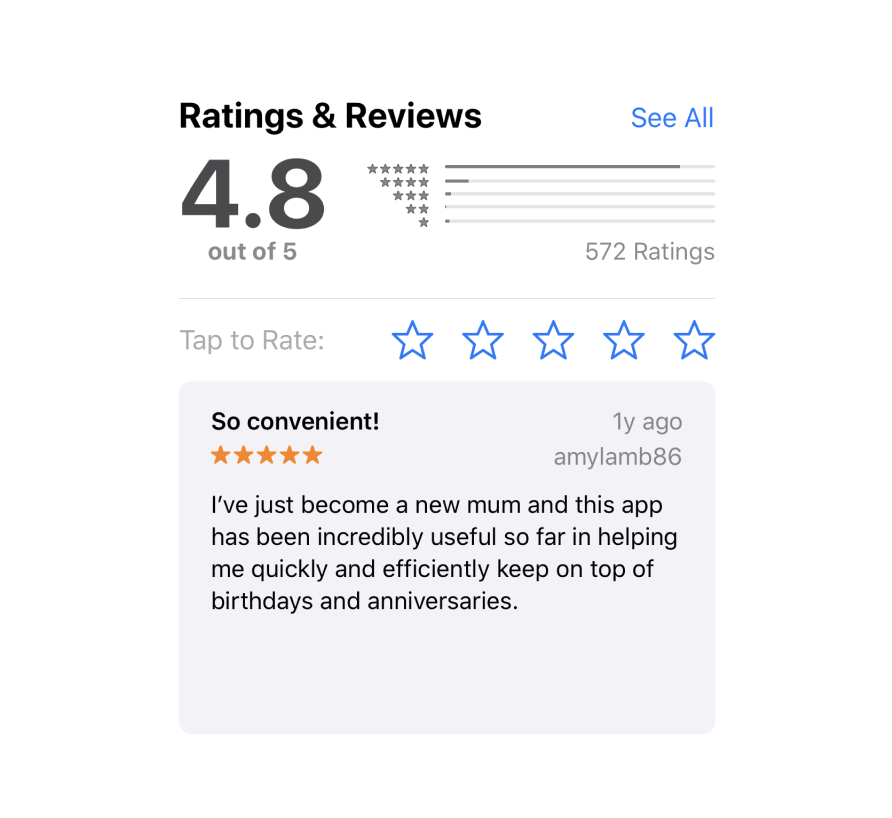 Ratings & Reviews
See All
4.8
out of 5
572 Ratings
Tap to Rate:
So convenient!
1y ago
amylamb86
I’ve just become a new mum and this app
has been incredibly useful so far in helping
me quickly and efficiently keep on top of
birthdays and anniversaries.